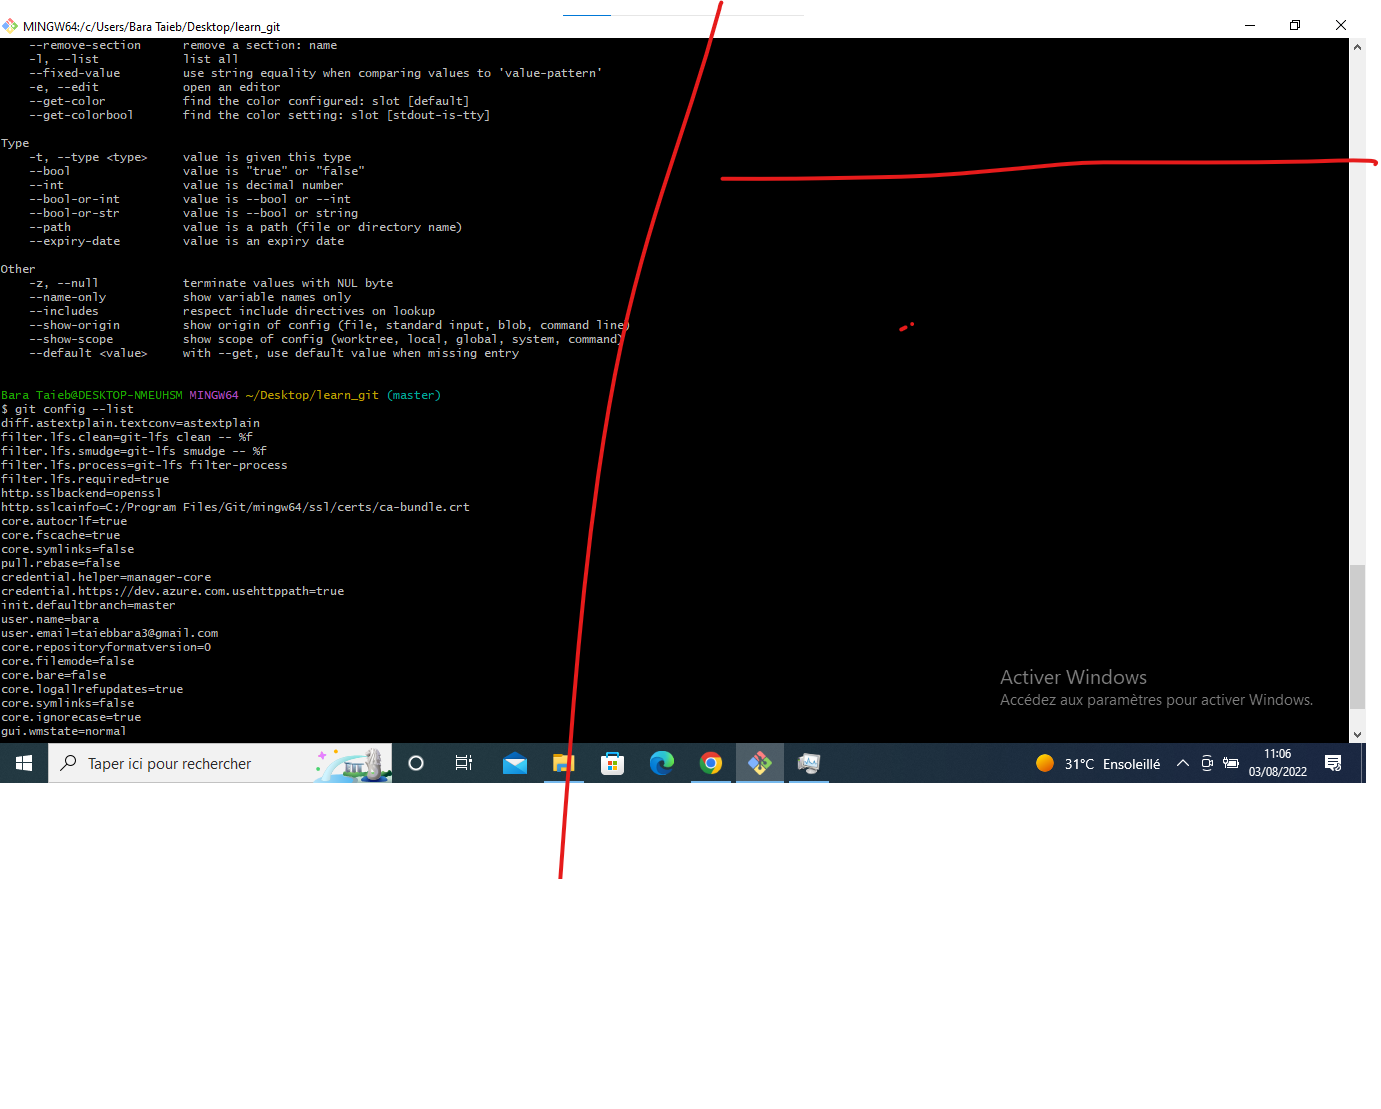 MINGW64:/c/Users/Bara Taieb/Desktop/learn_git
--remove-section remove a section: name
-l, --list list all
--fixed-value use string equality when comparing values to 'value-pattern'
-e, --edit open an editor
--get-color find the color configured: slot [default]
--get-colorbool find the color setting: slot [stdout-is-tty]
Type
-t, --type <type> value is given this type
--bool value is "true" or "false"
--int value is decimal number
--bool-or-int value is --bool or --int
--bool-or-str value is --bool or string
--path value is a path (file or directory name)
--expiry-date value is an expiry date
Other
-z, --null terminate values with NUL byte
--name-only show variable names only
--includes respect include directives on lookup
--show-origin show origin of config (file, standard input, blob, command line)
--show-scope show scope of config (worktree, local, global, system, command)
--default <value> with --get, use default value when missing entry
Bara Taieb@DESKTOP-NMEUHSM MINGW64 ~/Desktop/learn_git (master)
$ git config --list
diff.astextplain.textconv=astextplain
filter.lfs.clean=git-lfs clean -- %f
filter.lfs.smudge=git-lfs smudge -- %f
filter.lfs.process=git-lfs filter-process
filter.lfs.required=true
http.sslbackend=openssl
http.sslcainfo=C:/Program Files/Git/mingw64/ssl/certs/ca-bundle.crt
core.autocrlf=true
core.fscache=true
core.symlinks=false
pull.rebase=false
credential.helper=manager-core
credential.https://dev.azure.com.usehttppath=true
init.defaultbranch=master
user.name=bara
user.email=taiebbara3@gmail.com
core.repositoryformatversion=0
core.filemode=false
core.bare=false
core.logallrefupdates=true
core.symlinks=false
core.ignorecase=true
gui.wmstate=normal
Activer Windows
Accédez aux paramètres pour activer Windows.
Taper ici pour rechercher
31°C Ensoleillé
11:06
03/08/2022